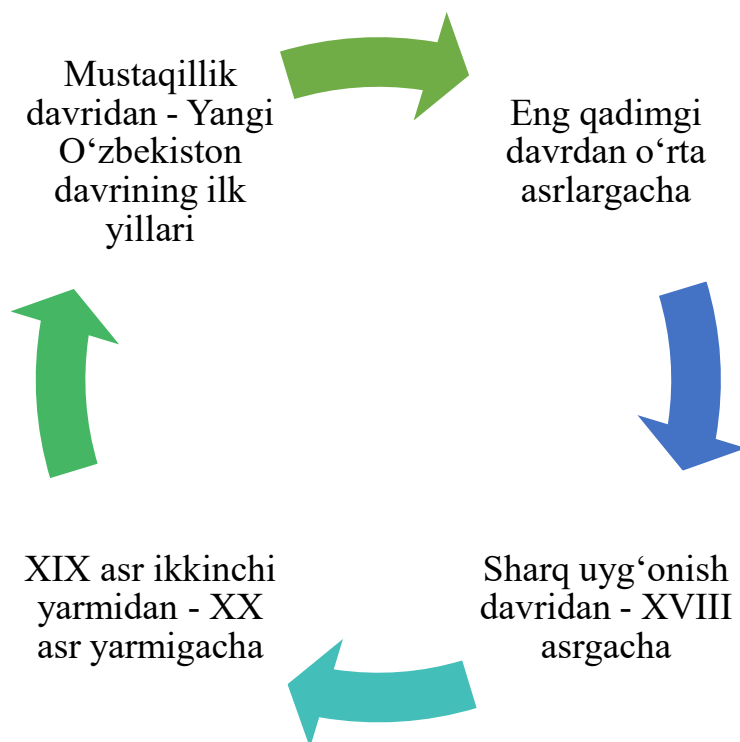 Mustaqillik
davridan - Yangi
O‘zbekiston
davrining ilk
yillari
Eng qadimgi
davrdan o‘rta
asrlargacha
XIX asr ikkinchi
yarmidan - XX
asr yarmigacha
Sharq uyg‘onish
davridan - XVIII
asrgacha